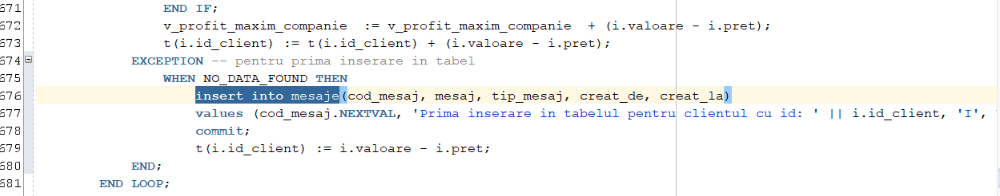 671 END IF;
672 v_profit_maxim_companie := v_profit_maxim_companie + (i.valoare - i.pret);
673 t(i.id_client) := t(i.id_client) + (i.valoare - i.pret);
674 EXCEPTION -- pentru prima inserare in tabel
675 WHEN NO_DATA_FOUND THEN
676 insert into mesaje(cod_mesaj, mesaj, tip_mesaj, creat_de, creat_la)
677 values (cod_mesaj.NEXTVAL, 'Prima inserare in tabelul pentru clientul cu id: ' || i.id_client, 'I',
678 commit;
679 t(i.id_client) := i.valoare - i.pret;
680 END;
681 END LOOP;